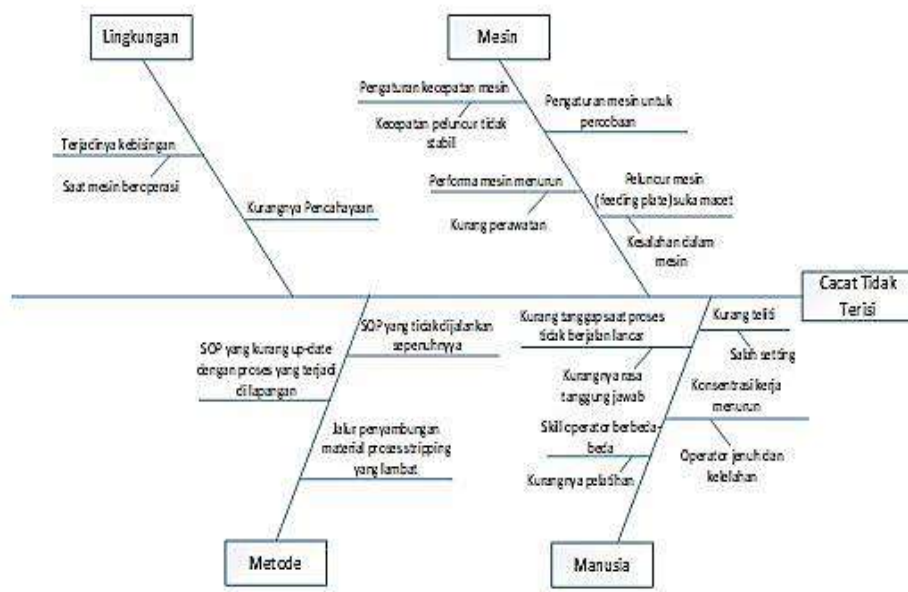 Lingkungan
Mesin
Pengaturan kecepatan mesin
Kecepatan peluncur tidak
stabil
Pengaturan mesin untuk
percobaan
Terjadinya kebisingan
Saat mesin beroperasi
Performa mesin menurun
Kurang perawatan
Peluncur mesin
(feeding plate) suka macet
Kesalahan dalam
mesin
Kurangnya Pencahayaan
Cacat Tidak
Terisi
SOP yang tidak dijalankan
sepenuhnyya
SOP yang kurang up-date
dengan proses yang terjadi
di lapangan
Jalur penyambungan
material proses stripping
yang lambat
Kurang tanggap saat proses
tidak berjalan lancar
Kurangnya rasa
tanggung jawab
Kurang teliti
Salah setting
Konsentrasi kerja
menurun
Operator jenuh dan
kelelahan
Skill operator berbeda-
beda
Kurangnya pelatihan
Metode
Manusia